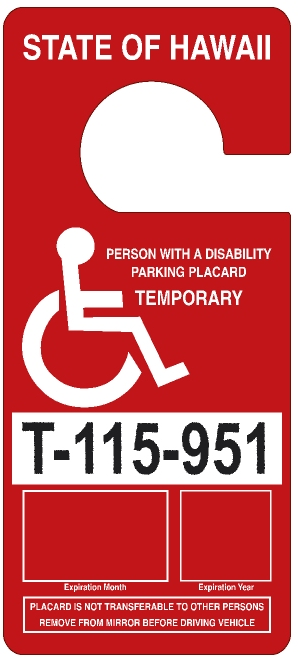 STATE OF HAWAII
PERSON WITH A DISABILITY
PARKING PLACARD
TEMPORARY
T-115-951
Expiration Month Expiration Year
PLACARD IS NOT TRANSFERABLE TO OTHER PERSONS
REMOVE FROM MIRROR BEFORE DRIVING VEHICLE